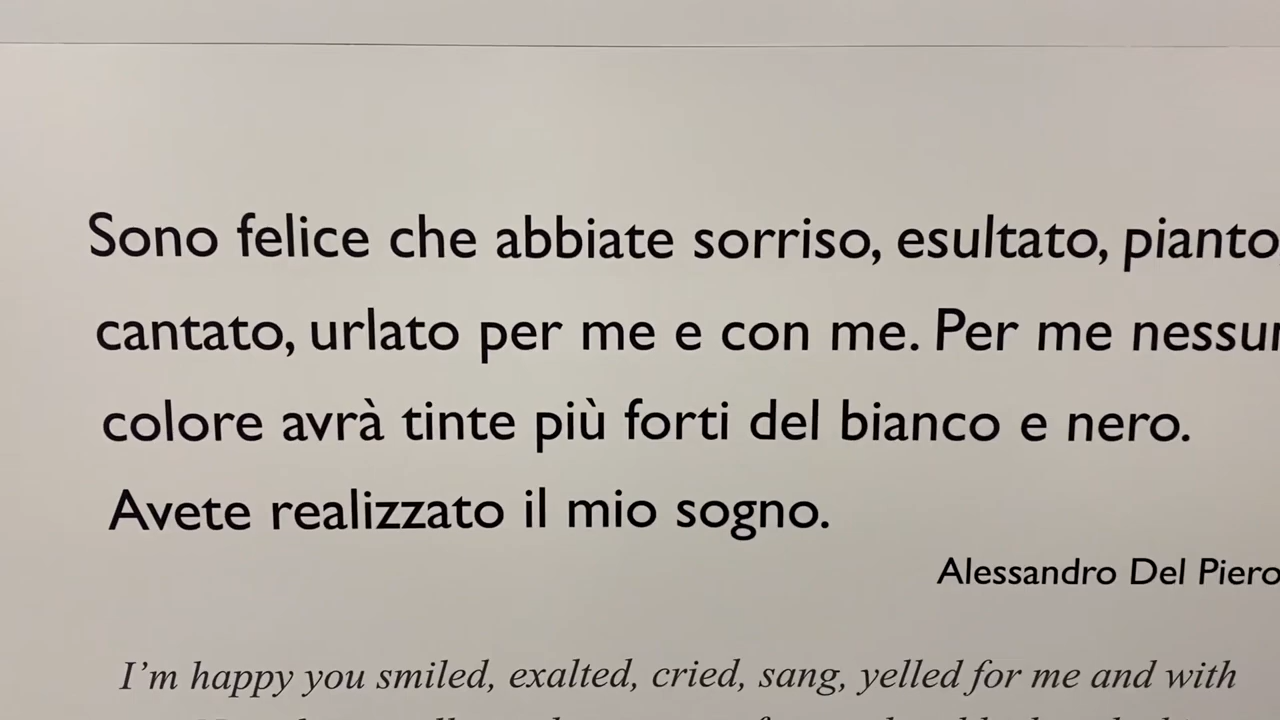 Sono felice che abbiate sorriso, esultato, pianto
cantato, urlato per me e con me. Per me
colore avrà tinte più forti del bianco e nero.
Avete realizzato il mio sogno.
Alessandro Del Piero
I'm happy you smiled, exalted, cried, sang, yelled for me and with